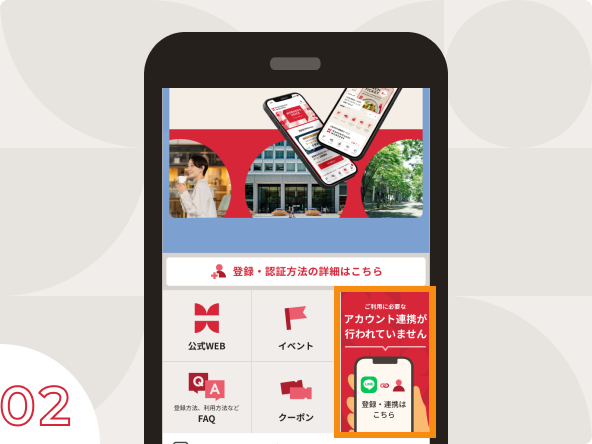 登録・認証方法の詳細はこちら
公式WEB
イベント
ご利用に必要な
アカウント連携が
行われていません
Q
A
登録方法、利用方法など
FAQ
クーポン
LINE
登録・連携は
こちら
02